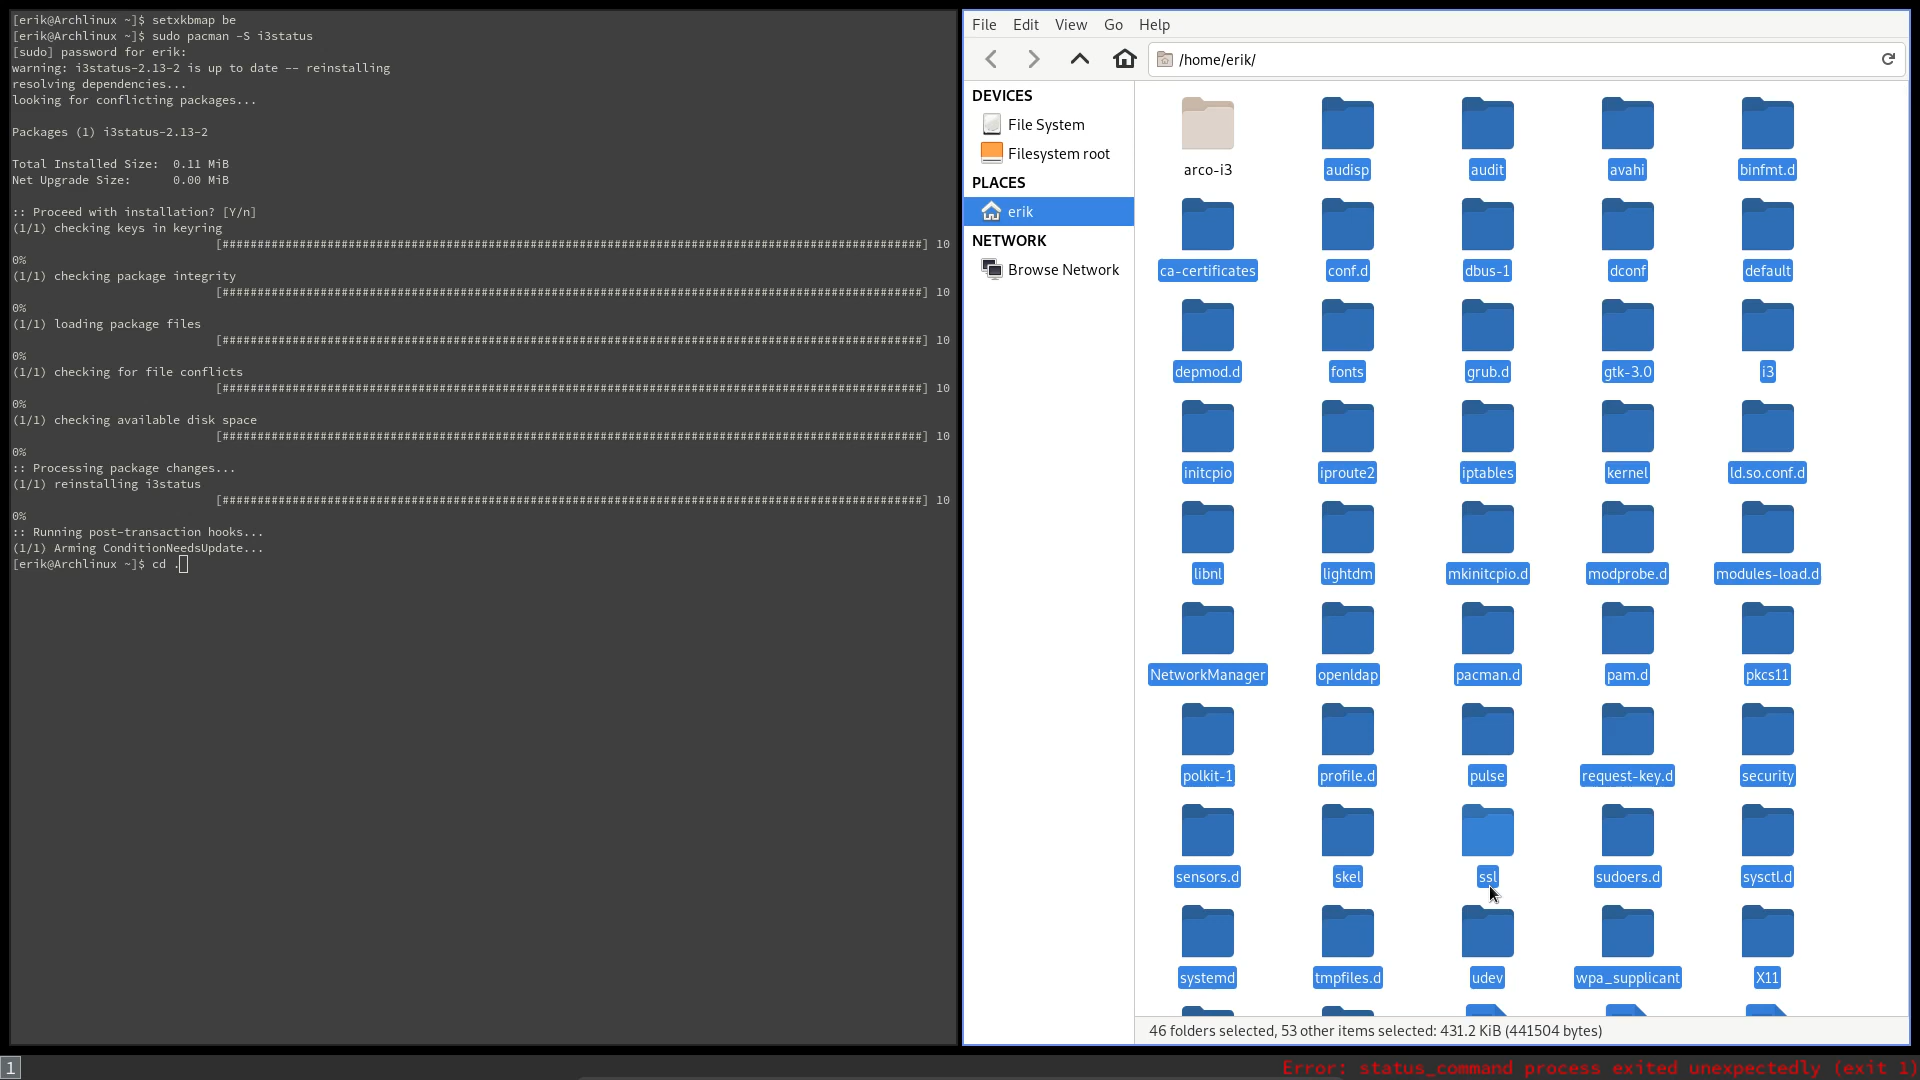 [erik@Archlinux ~]$ setxkbmap be
[erik@Archlinux ~]$ sudo pacman -S i3status
[sudo] password for erik:
warning: i3status-2.13-2 is up to date -- reinstalling
resolving dependencies...
looking for conflicting packages...
Packages (1) i3status-2.13-2
Total Installed Size:  0.11 MiB
Net Upgrade Size:      0.00 MiB
:: Proceed with installation? [Y/n]
(1/1) checking keys in keyring
[####################################################################################################] 10
0%
(1/1) checking package integrity
[####################################################################################################] 10
0%
(1/1) loading package files
[####################################################################################################] 10
0%
(1/1) checking for file conflicts
[####################################################################################################] 10
0%
(1/1) checking available disk space
[####################################################################################################] 10
0%
:: Processing package changes...
(1/1) reinstalling i3status
[####################################################################################################] 10
0%
:: Running post-transaction hooks...
(1/1) Arming ConditionNeedsUpdate...
[erik@Archlinux ~]$ cd .
File Edit View Go Help
/home/erik/
DEVICES
File System
Filesystem root
PLACES
erik
NETWORK
Browse Network
arco-i3 audisp audit avahi binfmt.d
ca-certificates conf.d dbus-1 dconf default
depmod.d fonts grub.d gtk-3.0 i3
initcpio iproute2 iptables kernel ld.so.conf.d
libnl lightdm mkinitcpio.d modprobe.d modules-load.d
NetworkManager openldap pacman.d pam.d pkcs11
polkit-1 profile.d pulse request-key.d security
sensors.d skel ssl sudoers.d sysctl.d
systemd tmpfiles.d udev wpa_supplicant X11
46 folders selected, 53 other items selected: 431.2 KiB (441504 bytes)
1
Error: status_command process exited unexpectedly (exit 1)